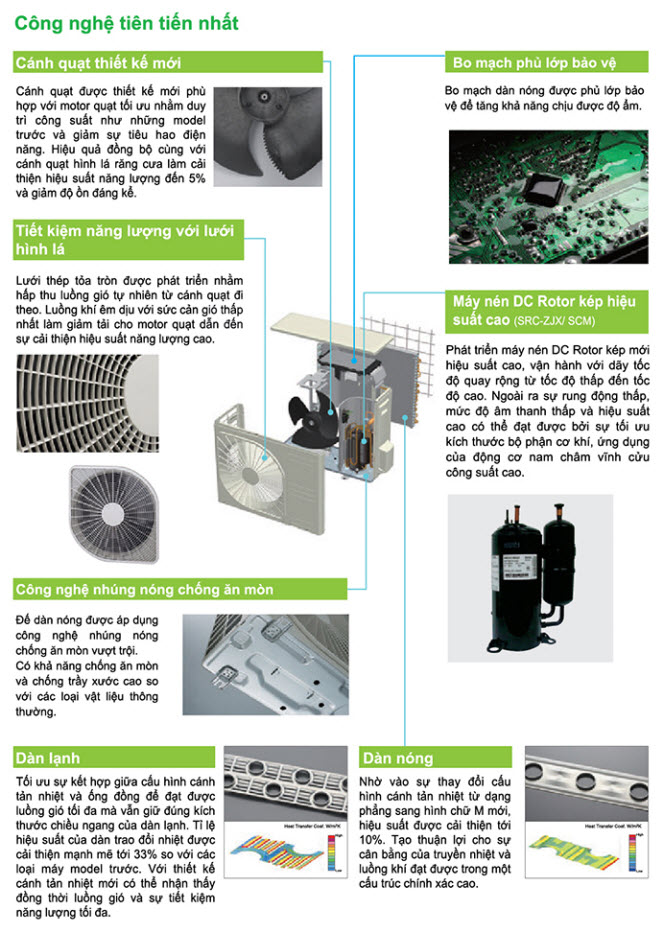 Công nghệ tiên tiến nhất
Cánh quạt thiết kế mới
Cánh quạt được thiết kế mới phù
hợp với motor quạt tối ưu nhằm duy
trì công suất như những model
trước và giảm sự tiêu hao điện
năng. Hiệu quả đồng bộ cùng với
cánh quạt hình lá răng cưa làm cải
thiện hiệu suất năng lượng đến 5%
và giảm độ ồn đáng kể.
Tiết kiệm năng lượng với lưới
hình lá
Lưới thép tỏa tròn được phát triển nhằm
hấp thu luồng gió tự nhiên từ cánh quạt đi
theo. Luồng khí êm dịu với sức cản gió thấp
nhất làm giảm tải cho motor quạt dẫn đến
sự cải thiện hiệu suất năng lượng cao.
Bo mạch phủ lớp bảo vệ
Bo mạch dàn nóng được phủ lớp bảo
vệ để tăng khả năng chịu được độ ẩm.
Máy nén DC Rotor kép hiệu
suất cao (SRC-ZJX/ SCM)
Phát triển máy nén DC Rotor kép mới
hiệu suất cao, vận hành với dãy tốc
độ quay rộng từ tốc độ thấp đến tốc
độ cao. Ngoài ra sự rung động thấp,
mức độ âm thanh thấp và hiệu suất
cao có thể đạt được bởi sự tối ưu
kích thước bộ phận cơ khí, ứng dụng
của động cơ nam châm vĩnh cửu
công suất cao.
Công nghệ nhúng nóng chống ăn mòn
Đế dàn nóng được áp dụng
công nghệ nhúng nóng
chống ăn mòn vượt trội.
Có khả năng chống ăn mòn
và chống trầy xước cao so
với các loại vật liệu thông
thường.
Dàn lạnh
Tối ưu sự kết hợp giữa cấu hình cánh
tản nhiệt và ống đồng để đạt được
luồng gió tối đa mà vẫn giữ đúng kích
thước chiều ngang của dàn lạnh. Tỉ lệ
hiệu suất của dàn trao đổi nhiệt được
cải thiện mạnh mẽ tới 33% so với các
loại máy model trước. Với thiết kế
cánh tản nhiệt mới có thể nhận thấy
đồng thời luồng gió và sự tiết kiệm
năng lượng tối đa.
Heat Transfer Coef. W/m²K
High
Low
Dàn nóng
Nhờ vào sự thay đổi cấu
hình cánh tản nhiệt từ dạng
phẳng sang hình chữ M mới,
hiệu suất được cải thiện tới
10%. Tạo thuận lợi cho sự
cân bằng của truyền nhiệt và
luồng khí đạt được trong một
cấu trúc chính xác cao.
Heat Transfer Coef. W/m²K
High
Low